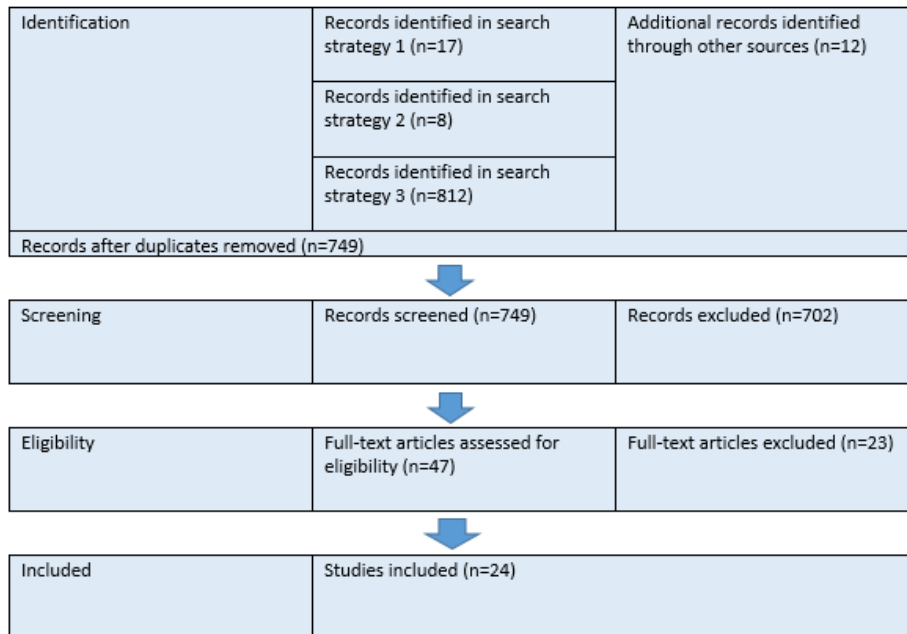 Identification
Records identified in search
strategy 1 (n=17)
Additional records identified
through other sources (n=12)
Records identified in search
strategy 2 (n=8)
Records identified in search
strategy 3 (n=812)
Records after duplicates removed (n=749)
Screening
Records screened (n=749)
Records excluded (n=702)
Eligibility
Full-text articles assessed for
eligibility (n=47)
Full-text articles excluded (n=23)
Included
Studies included (n=24)